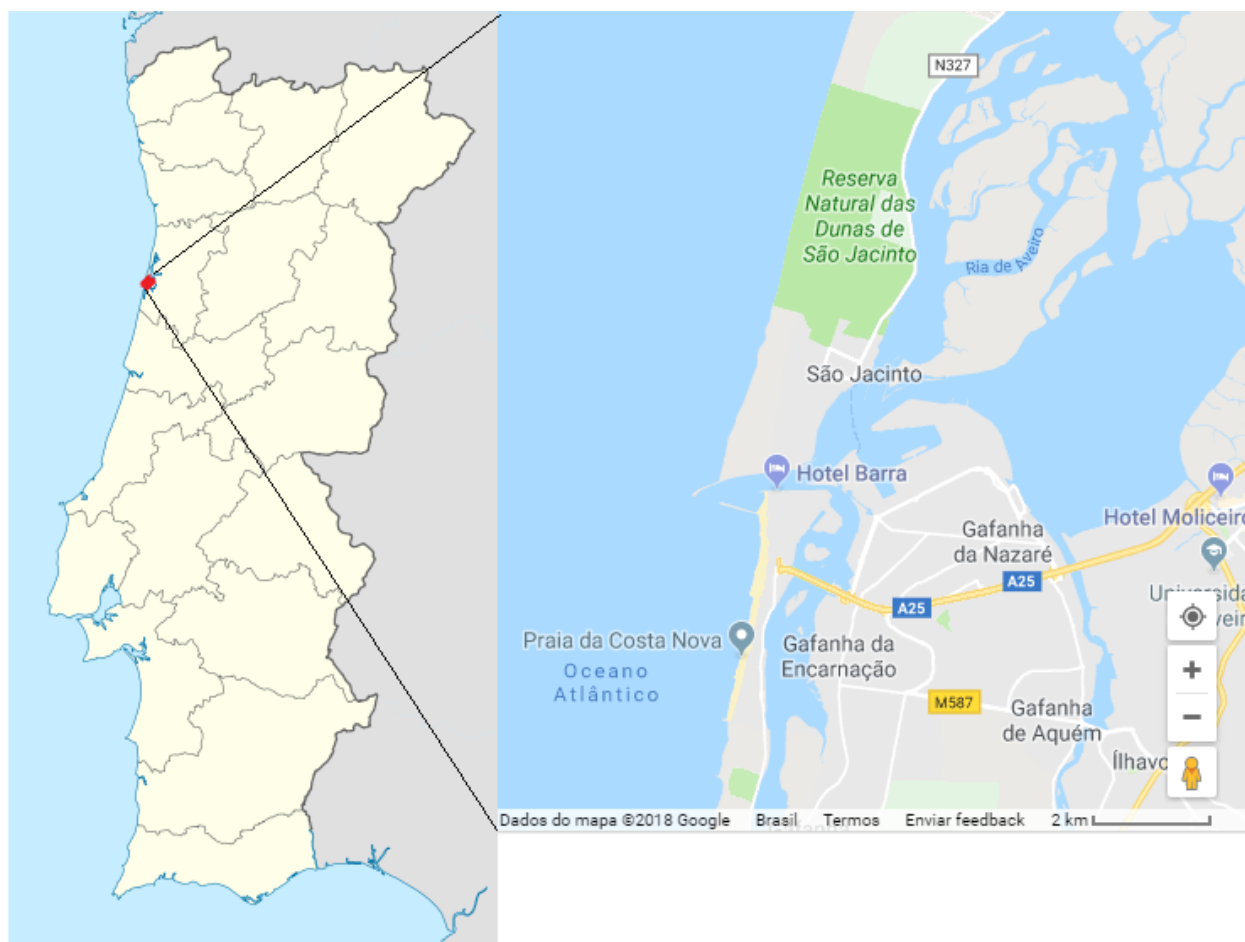 N327
Reserva
Natural das
Dunas de
São Jacinto
Ria de Aveiro
São Jacinto
Hotel Barra
Hotel Moliceiro
Gafanha
da Nazaré
A25
A25
Praia da Costa Nova
Gafanha da
Encarnação
Oceano
Atlântico
M587
Gafanha
de Aquém
Ílhavo
Dados do mapa ©2018 Google Brasil Termos Enviar feedback 2 km